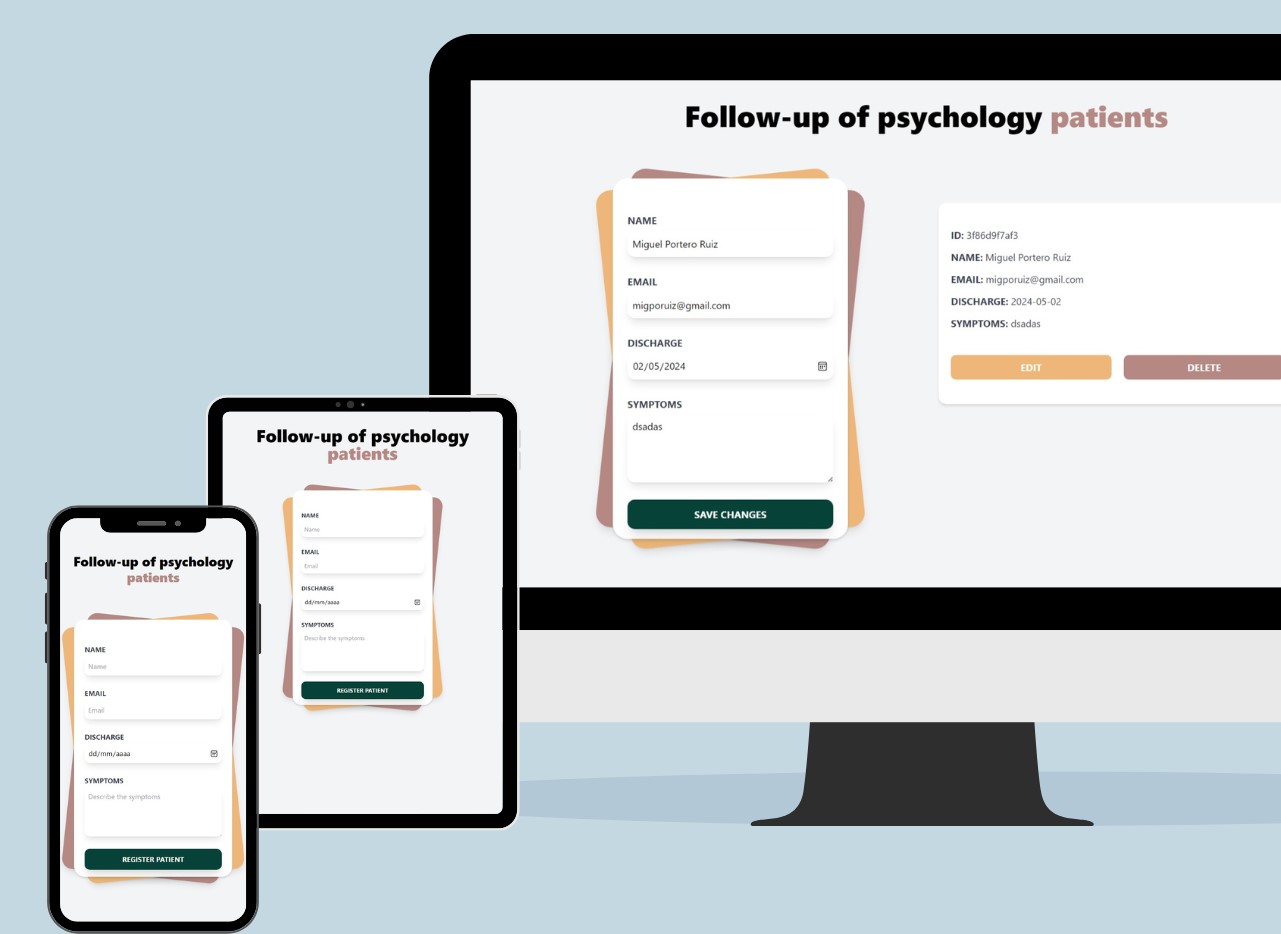 Follow-up of psychology patients
NAME
Miguel Portero Ruiz
EMAIL
migporuiz@gmail.com
DISCHARGE
02/05/2024
SYMPTOMS
dsadas
SAVE CHANGES
ID: 3f86d9f7af3
NAME: Miguel Portero Ruiz
EMAIL: migporuiz@gmail.com
DISCHARGE: 2024-05-02
SYMPTOMS: dsadas
EDIT
DELETE
Follow-up of psychology
patients
NAME
Name
EMAIL
Email
DISCHARGE
dd/mm/aaaa
SYMPTOMS
Describe the symptoms
REGISTER PATIENT
Follow-up of psychology
patients
NAME
Name
EMAIL
Email
DISCHARGE
dd/mm/aaaa
SYMPTOMS
Describe the symptoms
REGISTER PATIENT